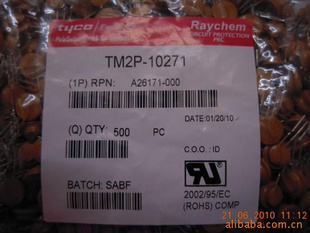 tyco
Raychem
CIRCUIT PROTECTION
PRC
TM2P-10271
(1P) RPN: A26171-000
(Q) QTY: 500 PC
DATE: 01/20/10
C.O.O.: ID
BATCH: SABF
2002/95/EC
(ROHS) COMP
21 06 2010 11:12
alibaba.com.cn